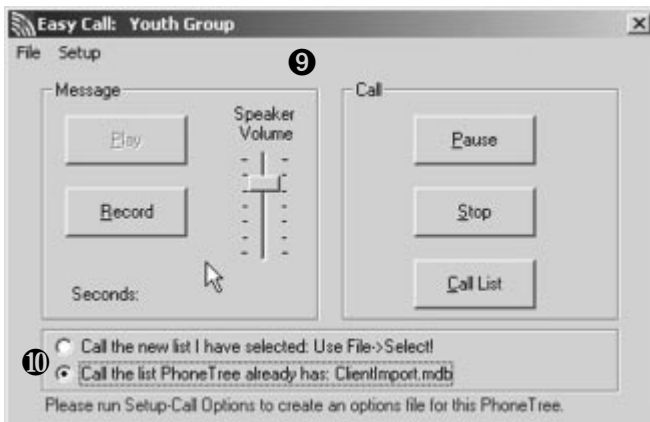 Easy Call: Youth Group
File Setup
❾
Message
Play
Record
Speaker
Volume
Seconds:
Call
Pause
Stop
Call List
❿
Call the new list I have selected: Use File->Select!
Call the list PhoneTree already has: ClientImport.mdb
Please run Setup-Call Options to create an options file for this PhoneTree.